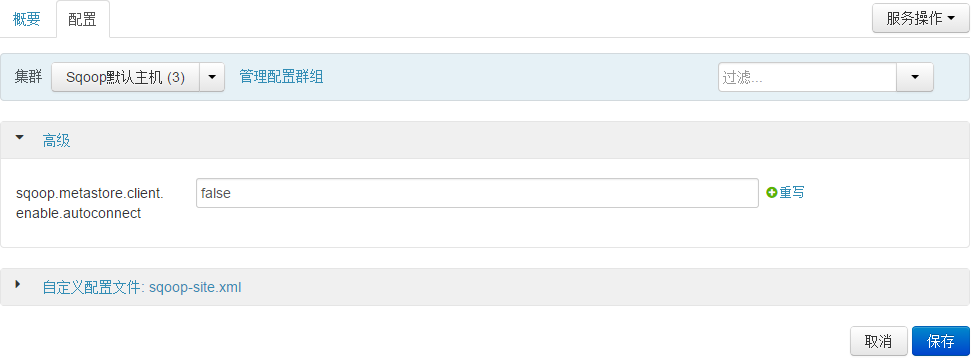 概要 配置 服务操作
集群 Sqoop默认主机 (3) 管理配置群组 过滤...
高级
sqoop.metastore.client.
enable.autoconnect false 重写
自定义配置文件: sqoop-site.xml
取消 保存